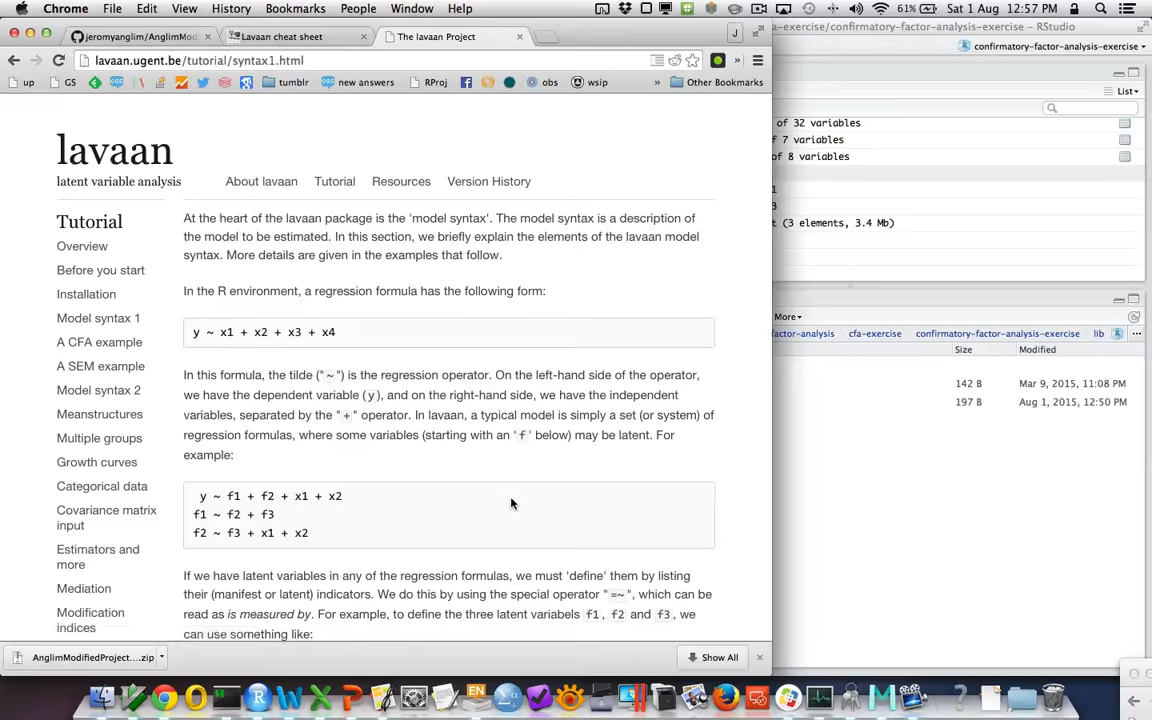 Chrome File Edit View History Bookmarks People Window Help 61% Sat 1 Aug 12:57 PM
jeromyanglim/AnglimMod
Lavaan cheat sheet
The lavaan Project
J
confirmatory-factor-analysis-exercise - RStudio
lavaan.ugent.be/tutorial/syntax1.html
confirmatory-factor-analysis-exercise
up GS tumblr new answers RProj obs wsip » Other Bookmarks
List
of 32 variables
of 7 variables
of 8 variables
1
3
(3 elements, 3.4 Mb)
lavaan
latent variable analysis
About lavaan Tutorial Resources Version History
Tutorial
Overview
Before you start
Installation
Model syntax 1
A CFA example
A SEM example
Model syntax 2
Meanstructures
Multiple groups
Growth curves
Categorical data
Covariance matrix
input
Estimators and
more
Mediation
Modification
indices
At the heart of the lavaan package is the 'model syntax'. The model syntax is a description of
the model to be estimated. In this section, we briefly explain the elements of the lavaan model
syntax. More details are given in the examples that follow.
In the R environment, a regression formula has the following form:
y ~ x1 + x2 + x3 + x4
In this formula, the tilde ("~") is the regression operator. On the left-hand side of the operator,
we have the dependent variable (y), and on the right-hand side, we have the independent
variables, separated by the "+" operator. In lavaan, a typical model is simply a set (or system) of
regression formulas, where some variables (starting with an 'f' below) may be latent. For
example:
y ~ f1 + f2 + x1 + x2
f1 ~ f2 + f3
f2 ~ f3 + x1 + x2
If we have latent variables in any of the regression formulas, we must 'define' them by listing
their (manifest or latent) indicators. We do this by using the special operator "=~", which can be
read as is measured by. For example, to define the three latent variabels f1, f2 and f3, we
can use something like:
More
factor-analysis cfa-exercise confirmatory-factor-analysis-exercise lib
Size Modified
142 B Mar 9, 2015, 11:08 PM
197 B Aug 1, 2015, 12:50 PM
AnglimModifiedProject....zip
Show All